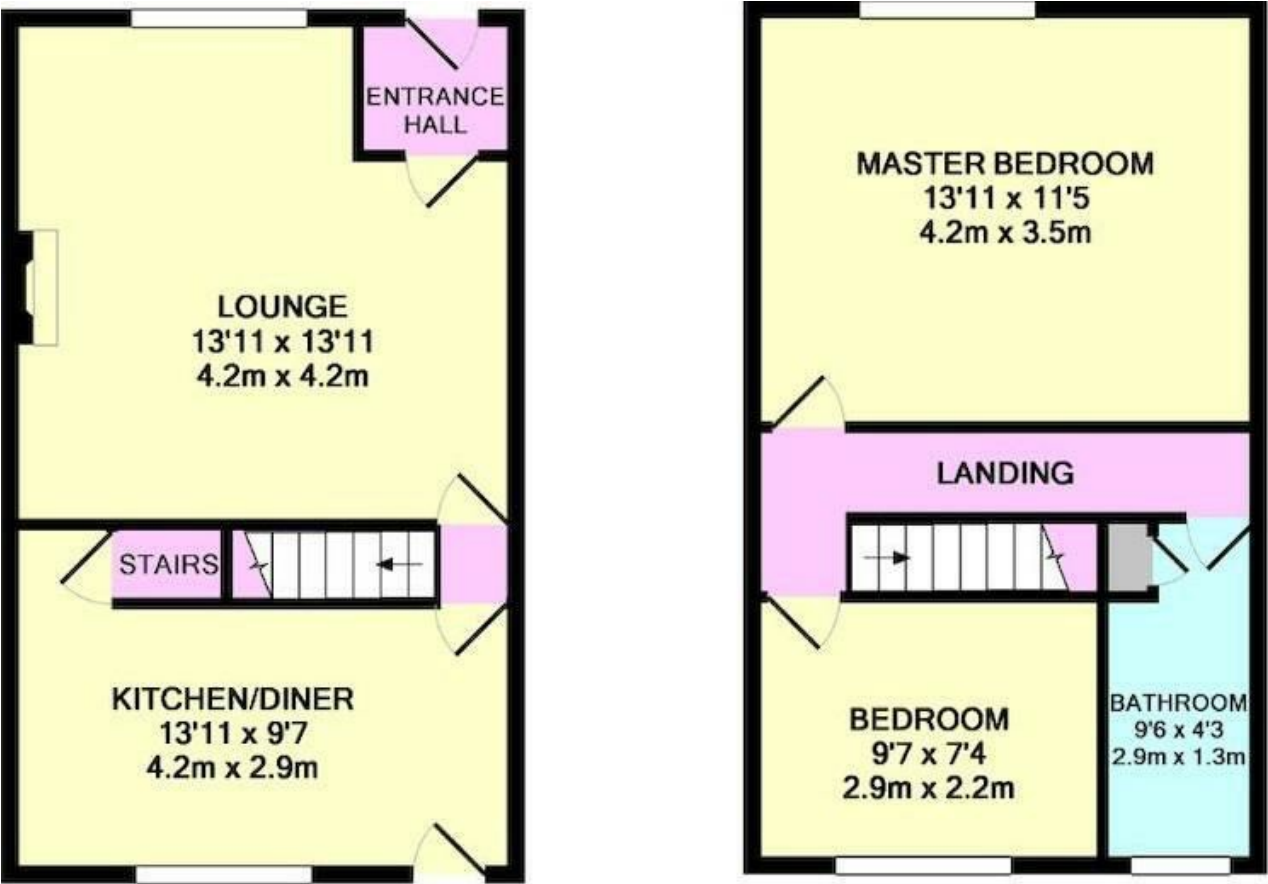 ENTRANCE
HALL
LOUNGE
13'11 x 13'11
4.2m x 4.2m
STAIRS
KITCHEN/DINER
13'11 x 9'7
4.2m x 2.9m
MASTER BEDROOM
13'11 x 11'5
4.2m x 3.5m
LANDING
BEDROOM
9'7 x 7'4
2.9m x 2.2m
BATHROOM
9'6 x 4'3
2.9m x 1.3m